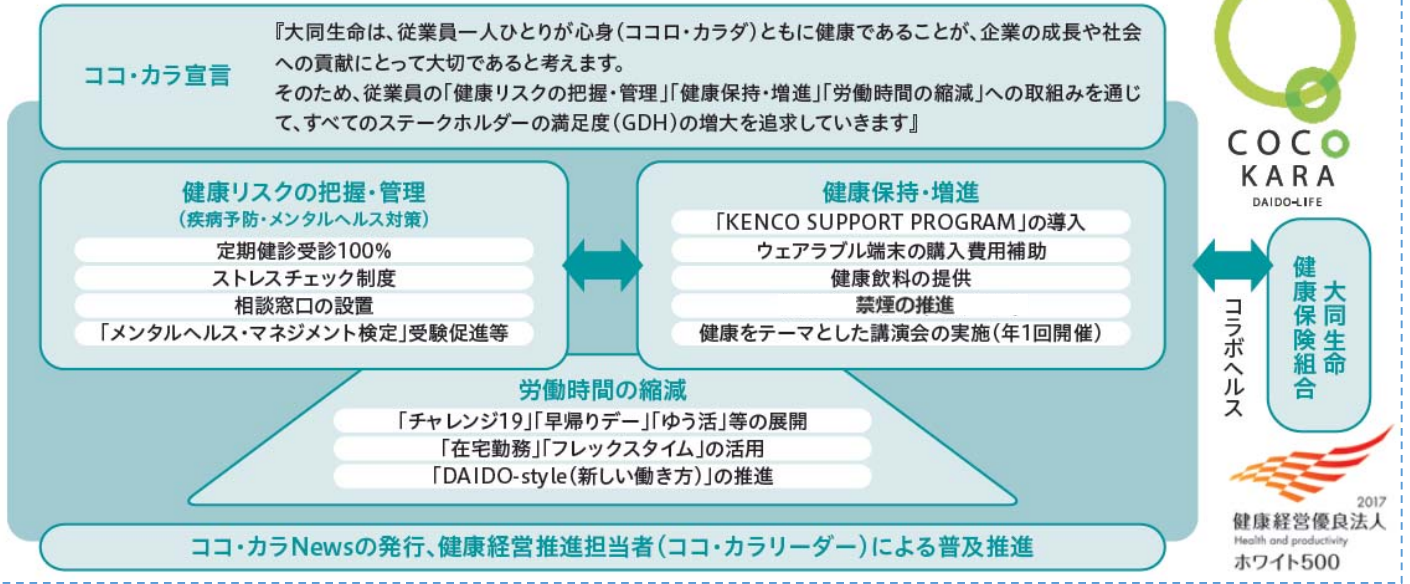 ココ・カラ宣言
『大同生命は、従業員一人ひとりが心身(ココロ・カラダ)ともに健康であることが、企業の成長や社会
への貢献にとって大切であると考えます。
そのため、従業員の「健康リスクの把握・管理」「健康保持・増進」「労働時間の縮減」への取組みを通じ
て、すべてのステークホルダーの満足度(GDH)の増大を追求していきます』
健康リスクの把握・管理
(疾病予防・メンタルヘルス対策)
定期健診受診100%
ストレスチェック制度
相談窓口の設置
「メンタルヘルス・マネジメント検定」受験促進等
健康保持・増進
「KENCO SUPPORT PROGRAM」の導入
ウェアラブル端末の購入費用補助
健康飲料の提供
禁煙の推進
健康をテーマとした講演会の実施(年1回開催)
労働時間の縮減
「チャレンジ19」「早帰りデー」「ゆう活」等の展開
「在宅勤務」「フレックスタイム」の活用
「DAIDO-style(新しい働き方)」の推進
ココ・カラNewsの発行、健康経営推進担当者(ココ・カラリーダー)による普及推進
COCO
KARA
DAIDO-LIFE
コラボヘルス
大同生命
健康保険組合
2017
健康経営優良法人
Health and productivity
ホワイト500